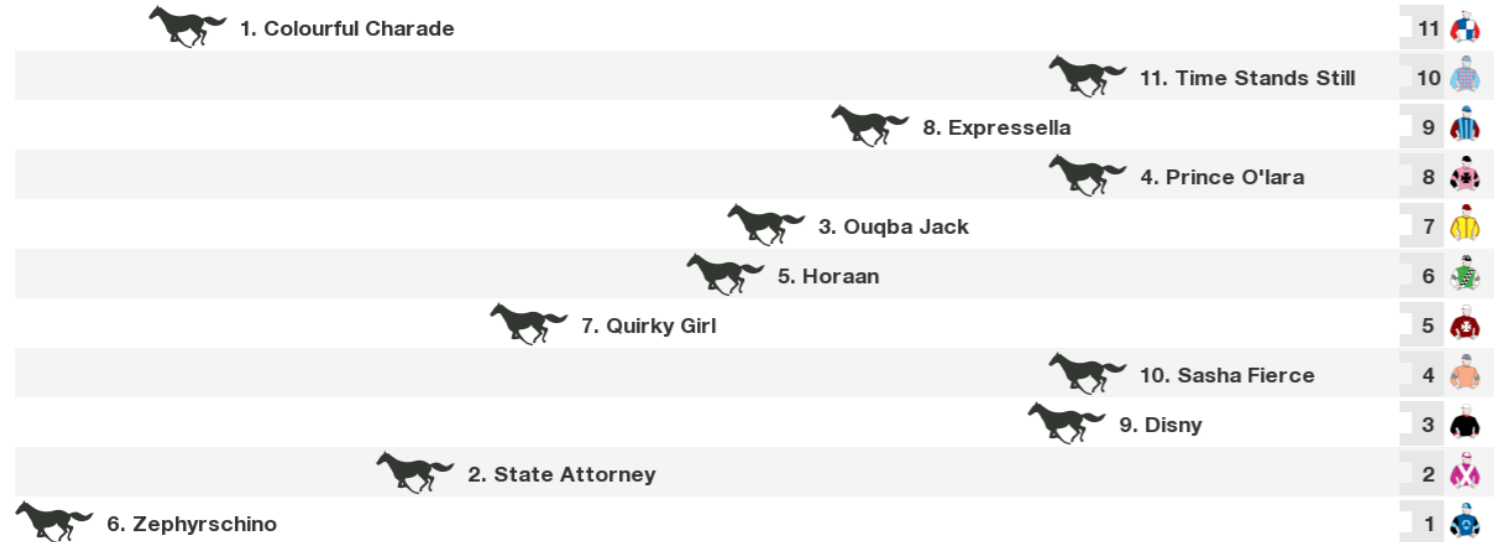 1. Colourful Charade 11
11. Time Stands Still 10
8. Expressella 9
4. Prince O'lara 8
3. Ouqba Jack 7
5. Horaan 6
7. Quirky Girl 5
10. Sasha Fierce 4
9. Disny 3
2. State Attorney 2
6. Zephyrschino 1